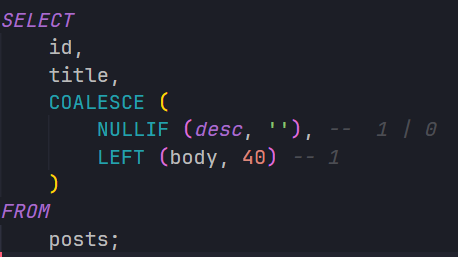 SELECT
id,
title,
COALESCE (
NULLIF (desc, ''), -- 1 | 0
LEFT (body, 40) -- 1
)
FROM
posts;